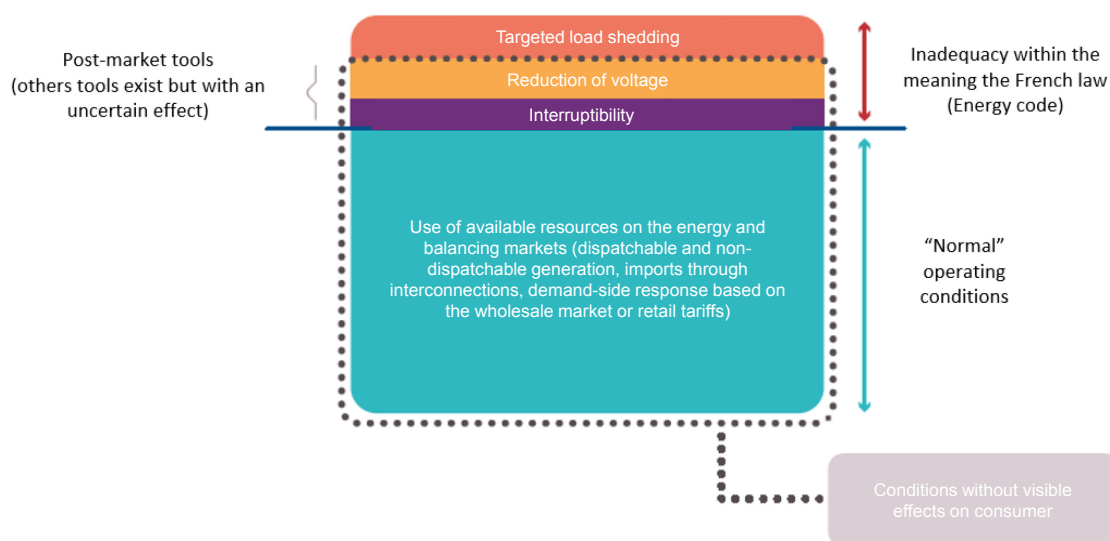 Targeted load shedding
Post-market tools
(others tools exist but with an
uncertain effect)
Reduction of voltage
Interruptibility
Inadequacy within the
meaning the French law
(Energy code)
Use of available resources on the energy and
balancing markets (dispatchable and non-
dispatchable generation, imports through
interconnections, demand-side response based on
the wholesale market or retail tariffs)
“Normal”
operating
conditions
Conditions without visible
effects on consumer